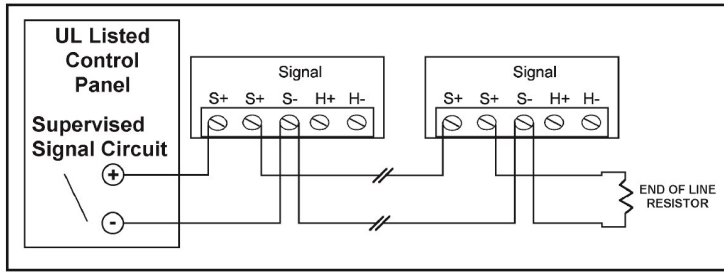 UL Listed
Control
Panel
Supervised
Signal Circuit
+
-
Signal
S+ S+ S- H+ H-
Signal
S+ S+ S- H+ H-
END OF LINE
RESISTOR